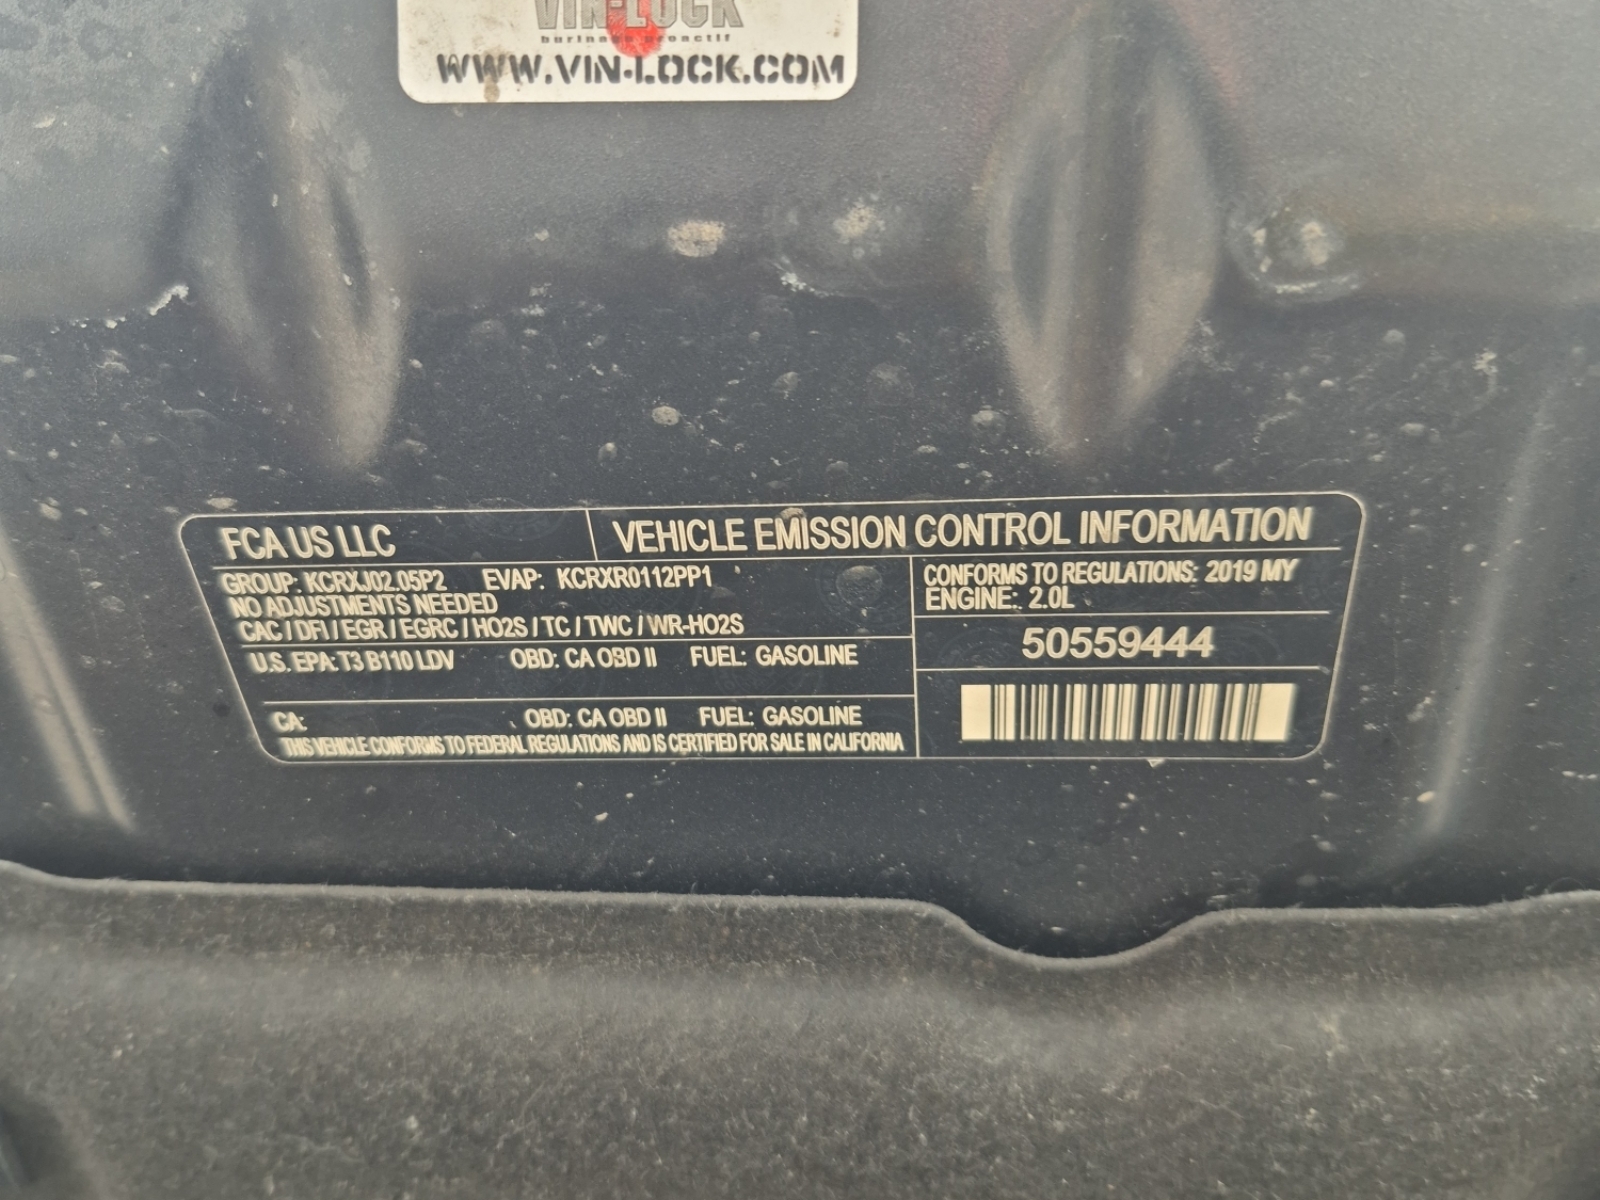 VIN-LOCK
burinage proactif
WWW.VIN-LOCK.COM
FCA US LLC
VEHICLE EMISSION CONTROL INFORMATION
GROUP: KCRXJ02.05P2 EVAP: KCRXR0112PP1
NO ADJUSTMENTS NEEDED
CAC / DFI / EGR / EGRC / HO2S / TC / TWC / WR-HO2S
U.S. EPA: T3 B110 LDV OBD: CA OBD II FUEL: GASOLINE
CA: OBD: CA OBD II FUEL: GASOLINE
THIS VEHICLE CONFORMS TO FEDERAL REGULATIONS AND IS CERTIFIED FOR SALE IN CALIFORNIA
CONFORMS TO REGULATIONS: 2019 MY
ENGINE: 2.0L
50559444